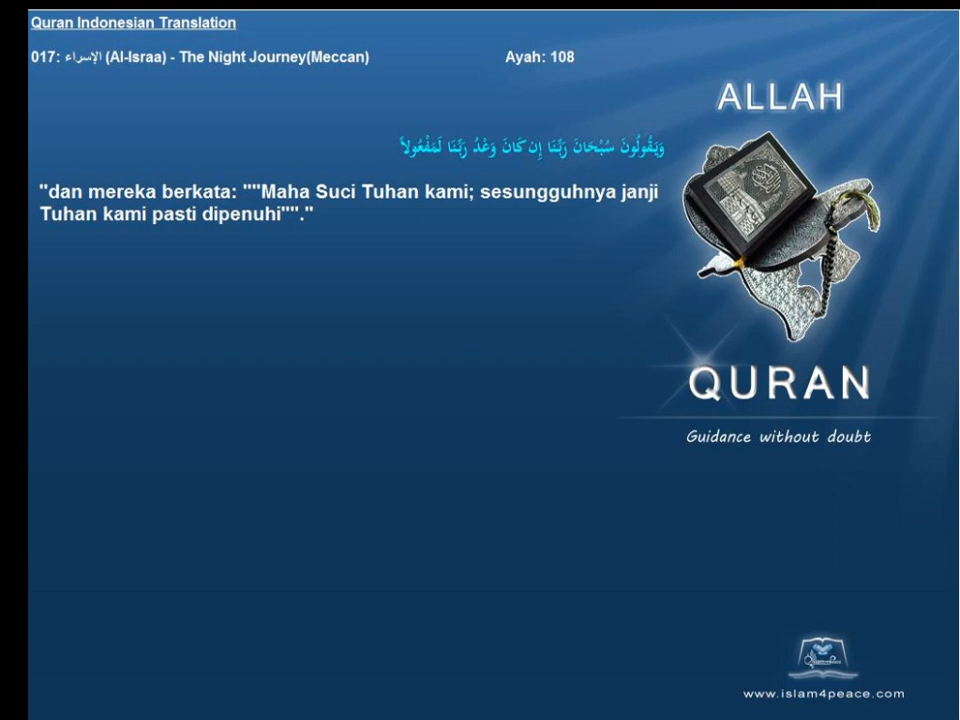 Quran Indonesian Translation
017: الإسراء (Al-Israa) - The Night Journey(Meccan) Ayah: 108
ALLAH
وَيَقُولُونَ سُبْحَانَ رَبِّنَا إِن كَانَ وَعْدُ رَبِّنَا لَمَفْعُولاً
"dan mereka berkata: ""Maha Suci Tuhan kami; sesungguhnya janji
Tuhan kami pasti dipenuhi""."
QURAN
Guidance without doubt
www.islam4peace.com